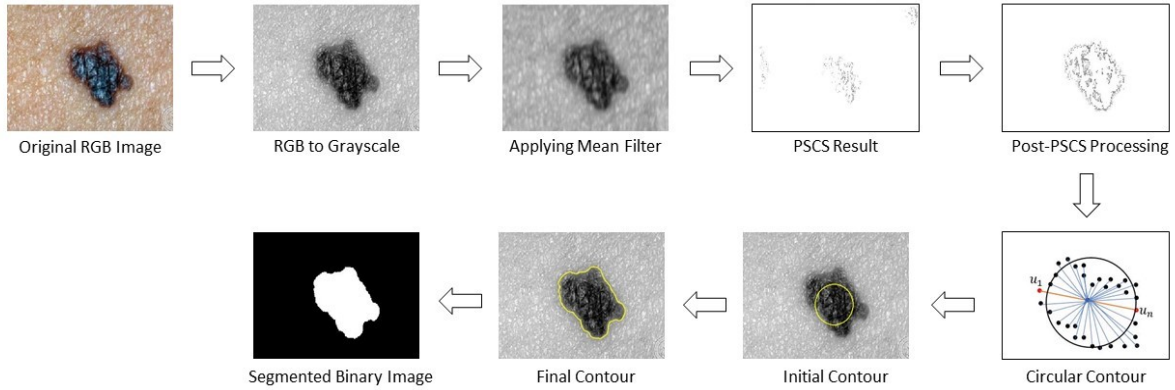 Original RGB Image
RGB to Grayscale
Applying Mean Filter
PSCS Result
Post-PSCS Processing
u₁
uₙ
Segmented Binary Image
Final Contour
Initial Contour
Circular Contour